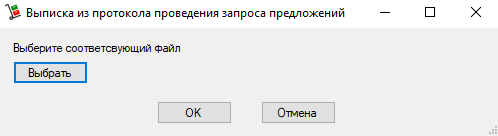 Выписка из протокола проведения запроса предложений
Выберите соответсвующий файл
Выбрать
OK Отмена